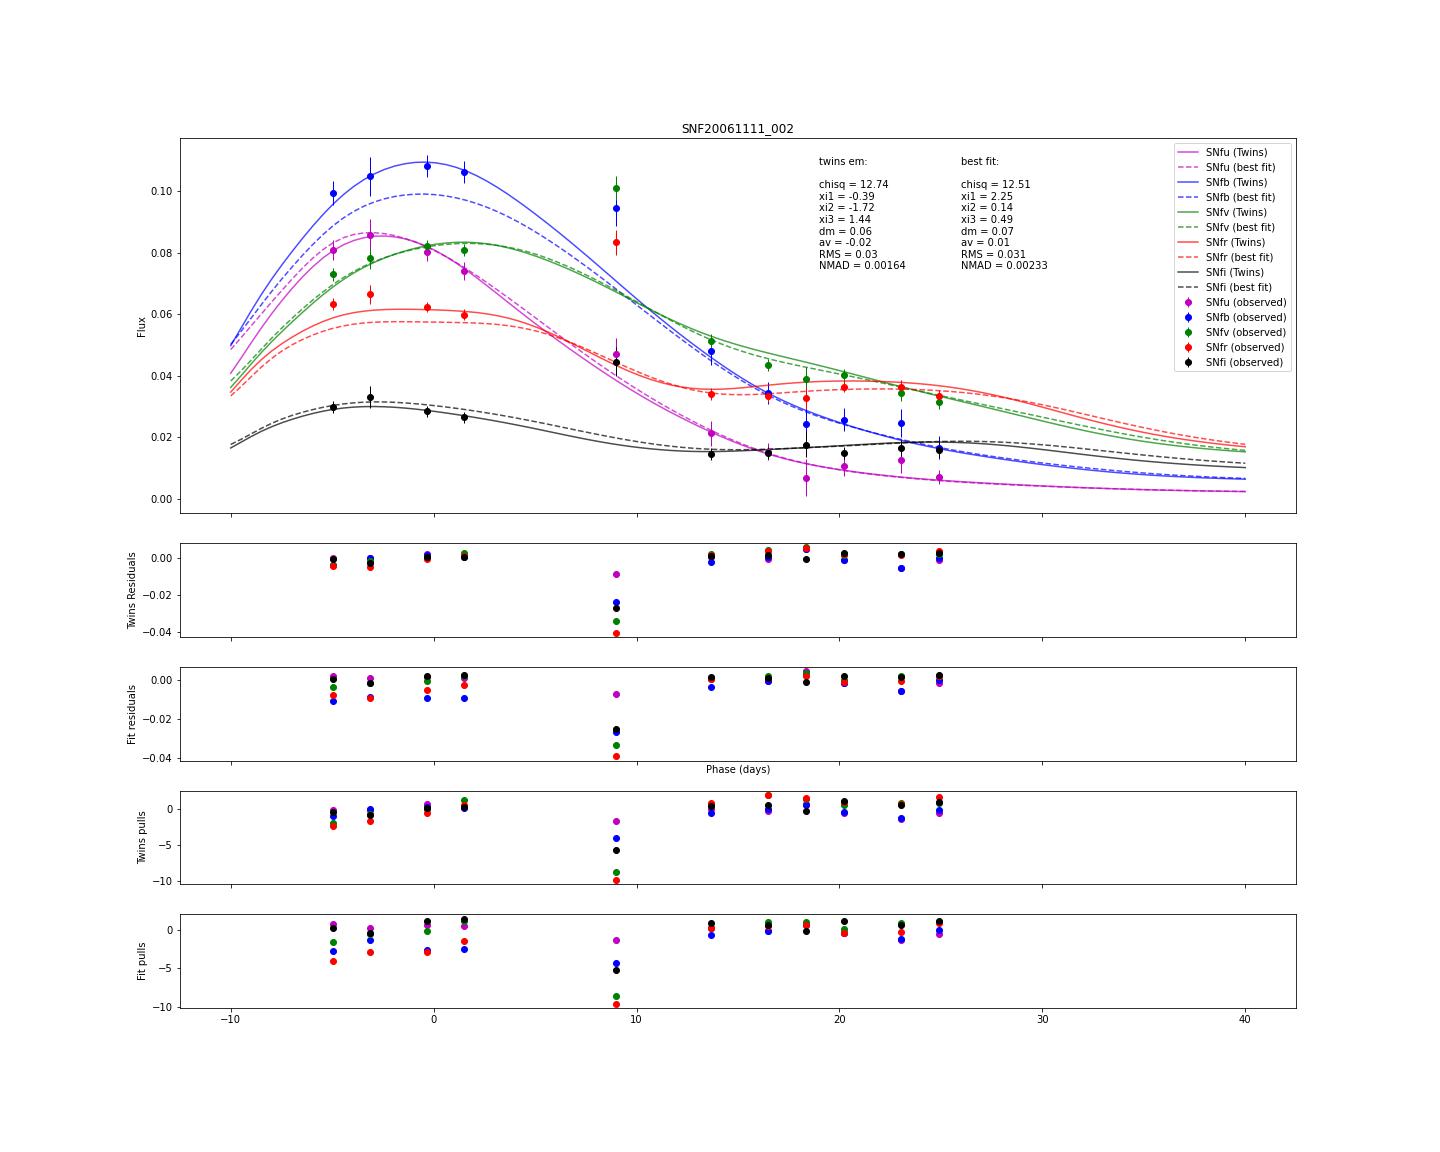 SNF20061111_002
twins em:
chisq = 12.74
xi1 = -0.39
xi2 = -1.72
xi3 = 1.44
dm = 0.06
av = -0.02
RMS = 0.03
NMAD = 0.00164
best fit:
chisq = 12.51
xi1 = 2.25
xi2 = 0.14
xi3 = 0.49
dm = 0.07
av = 0.01
RMS = 0.031
NMAD = 0.00233
SNfu (Twins)
SNfu (best fit)
SNfb (Twins)
SNfb (best fit)
SNfv (Twins)
SNfv (best fit)
SNfr (Twins)
SNfr (best fit)
SNfi (Twins)
SNfi (best fit)
SNfu (observed)
SNfb (observed)
SNfv (observed)
SNfr (observed)
SNfi (observed)
Flux
0.10
0.08
0.06
0.04
0.02
0.00
Twins Residuals
0.00
−0.02
−0.04
Fit residuals
0.00
−0.02
−0.04
Phase (days)
Twins pulls
0
−5
−10
Fit pulls
0
−5
−10
−10
0
10
20
30
40